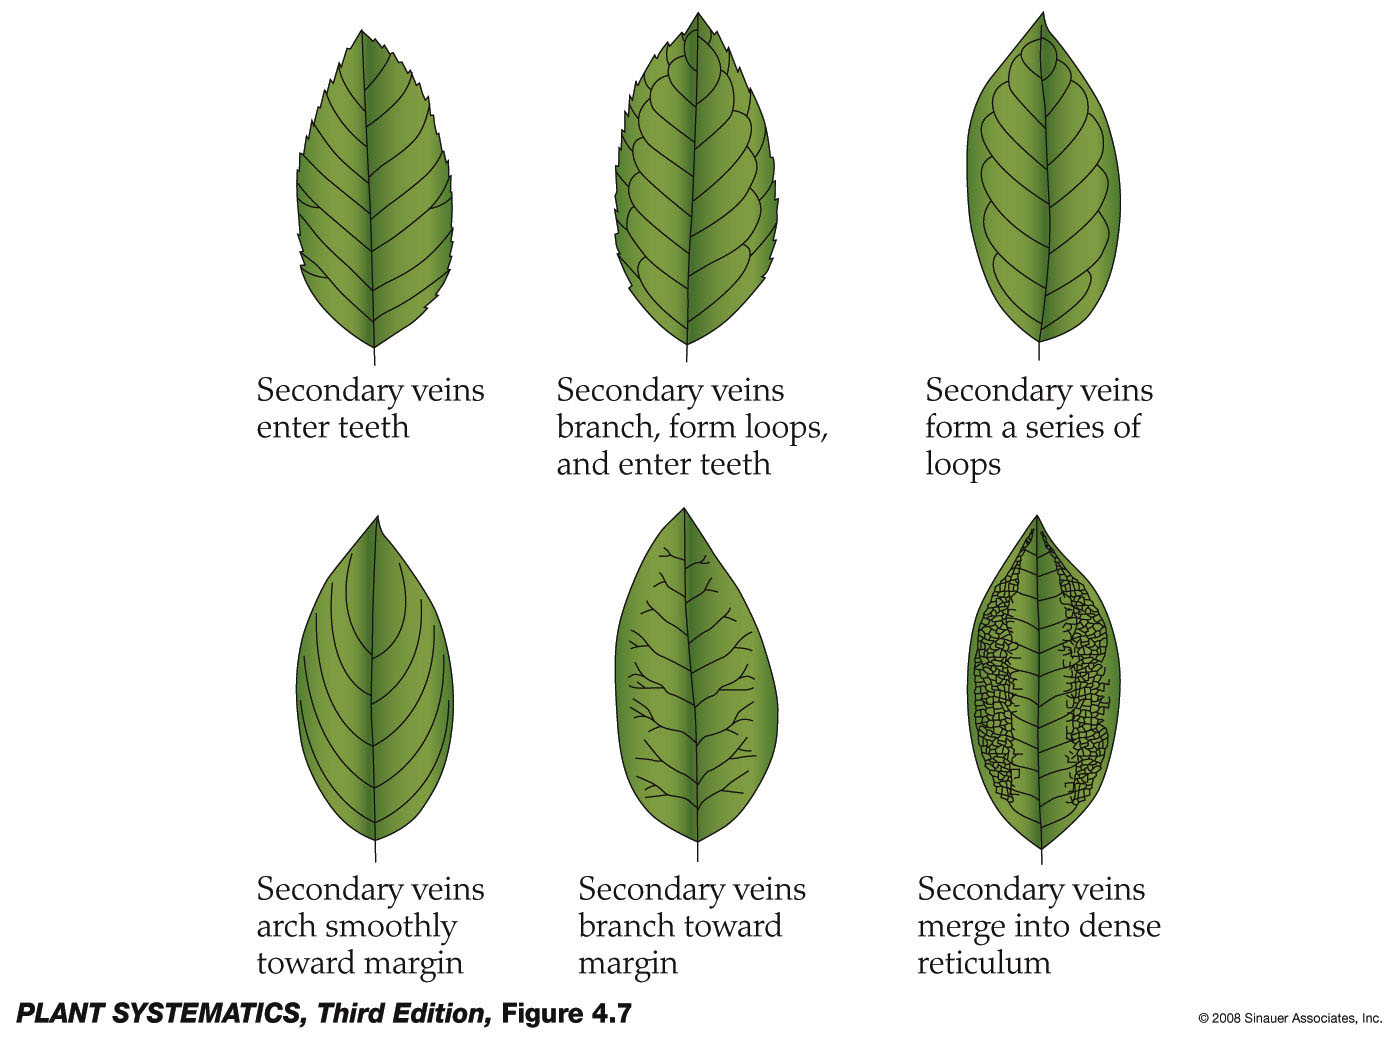 Secondary veins
enter teeth
Secondary veins
branch, form loops,
and enter teeth
Secondary veins
form a series of
loops
Secondary veins
arch smoothly
toward margin
Secondary veins
branch toward
margin
Secondary veins
merge into dense
reticulum
PLANT SYSTEMATICS, Third Edition, Figure 4.7
© 2008 Sinauer Associates, Inc.